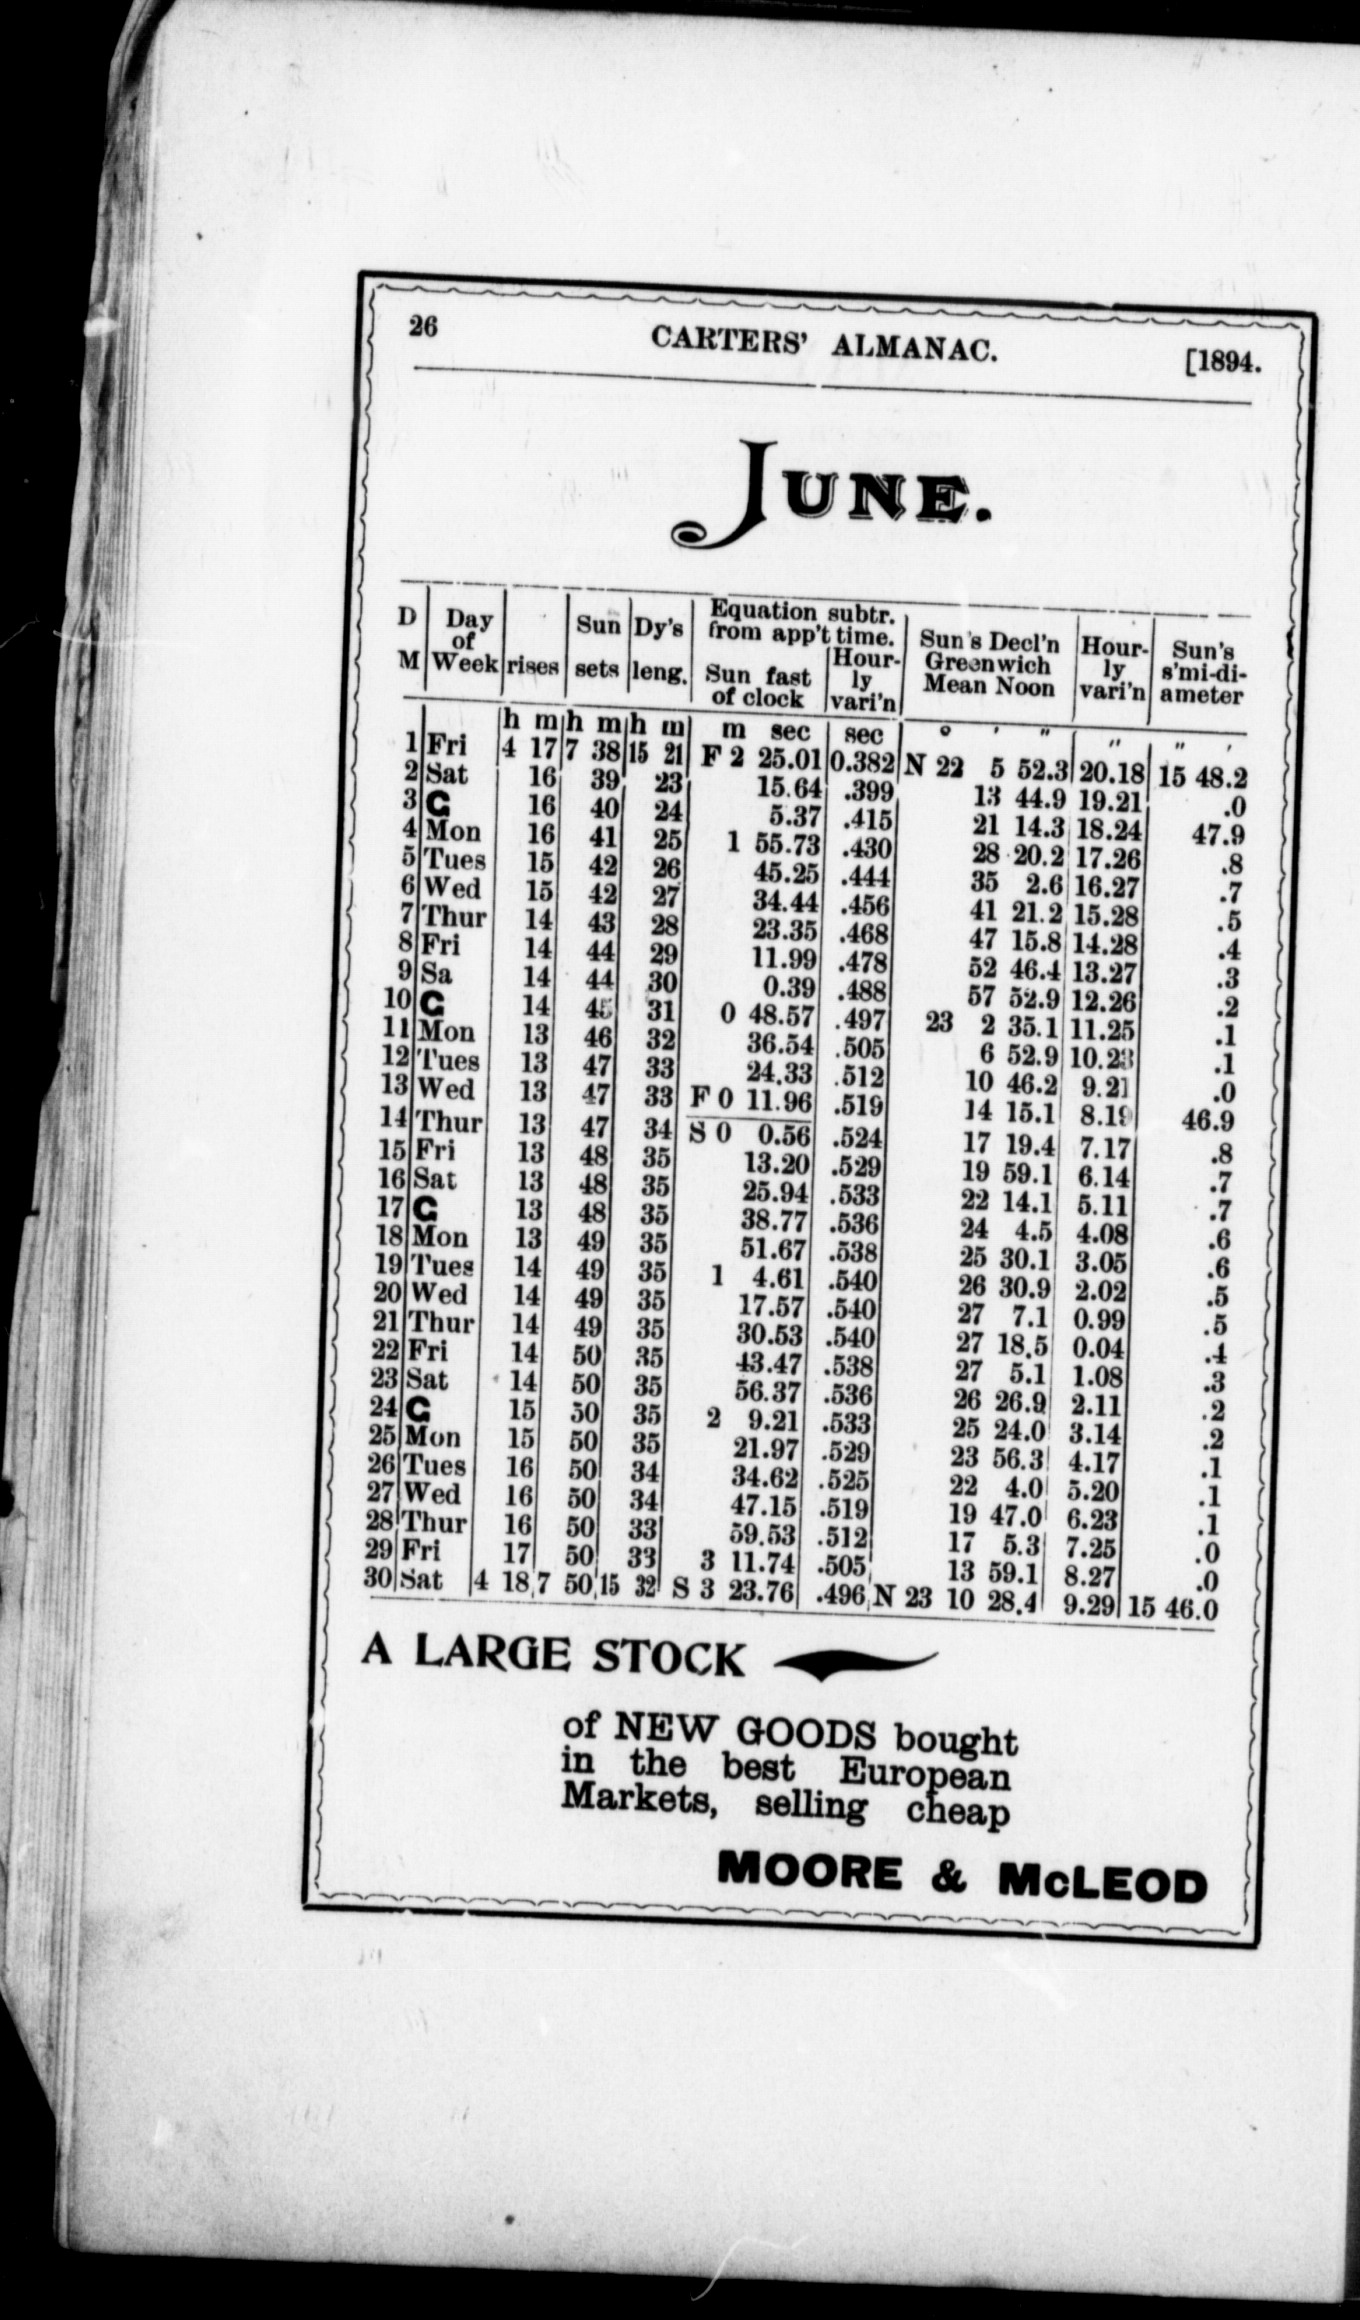 26 CARTERS' ALMANAC. [1894.
JUNE.
D M Day of Week rises Sun sets Dy's leng. Equation subtr. from app't time. Sun fast of clock Hour-ly vari'n Sun's Decl'n Greenwich Mean Noon Hour-ly vari'n Sun's s'mi-di-ameter
h m h m h m m sec sec ° ' " " " '
1 Fri 4 17 7 38 15 21 F 2 25.01 0.382 N 22 5 52.3 20.18 15 48.2
2 Sat 16 39 23 15.64 .399 13 44.9 19.21 .0
3 G 16 40 24 5.37 .415 21 14.3 18.24 47.9
4 Mon 16 41 25 1 55.73 .430 28 20.2 17.26 .8
5 Tues 15 42 26 45.25 .444 35 2.6 16.27 .7
6 Wed 15 42 27 34.44 .456 41 21.2 15.28 .5
7 Thur 14 43 28 23.35 .468 47 15.8 14.28 .4
8 Fri 14 44 29 11.99 .478 52 46.4 13.27 .3
9 Sa 14 44 30 0.39 .488 57 52.9 12.26 .2
10 G 14 45 31 0 48.57 .497 23 2 35.1 11.25 .1
11 Mon 13 46 32 36.54 .505 6 52.9 10.23 .1
12 Tues 13 47 33 24.33 .512 10 46.2 9.21 .0
13 Wed 13 47 33 F 0 11.96 .519 14 15.1 8.19 46.9
14 Thur 13 47 34 S 0 0.56 .524 17 19.4 7.17 .8
15 Fri 13 48 35 13.20 .529 19 59.1 6.14 .7
16 Sat 13 48 35 25.94 .533 22 14.1 5.11 .7
17 G 13 48 35 38.77 .536 24 4.5 4.08 .6
18 Mon 13 49 35 51.67 .538 25 30.1 3.05 .6
19 Tues 14 49 35 1 4.61 .540 26 30.9 2.02 .5
20 Wed 14 49 35 17.57 .540 27 7.1 0.99 .5
21 Thur 14 49 35 30.53 .540 27 18.5 0.04 .4
22 Fri 14 50 35 43.47 .538 27 5.1 1.08 .3
23 Sat 14 50 35 56.37 .536 26 26.9 2.11 .2
24 G 15 50 35 2 9.21 .533 25 24.0 3.14 .2
25 Mon 15 50 35 21.97 .529 23 56.3 4.17 .1
26 Tues 16 50 34 34.62 .525 22 4.0 5.20 .1
27 Wed 16 50 34 47.15 .519 19 47.0 6.23 .1
28 Thur 16 50 33 59.53 .512 17 5.3 7.25 .0
29 Fri 17 50 33 3 11.74 .505 13 59.1 8.27 .0
30 Sat 4 18 7 50 15 32 S 3 23.76 .496 N 23 10 28.4 9.29 15 46.0
A LARGE STOCK
of NEW GOODS bought
in the best European
Markets, selling cheap
MOORE & McLEOD